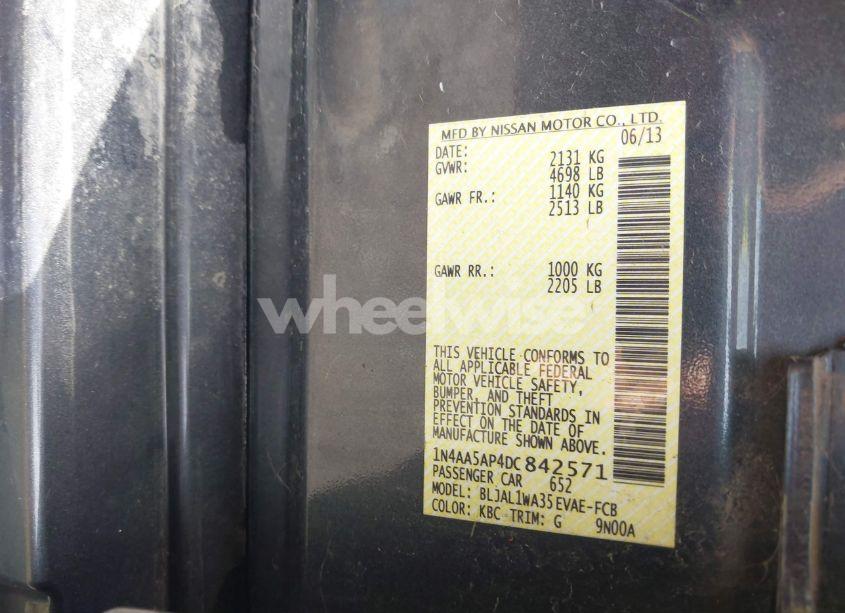 MFD BY NISSAN MOTOR CO., LTD.
DATE: 06/13
GVWR: 2131 KG
4698 LB
GAWR FR.: 1140 KG
2513 LB
GAWR RR.: 1000 KG
2205 LB
wheelwise
THIS VEHICLE CONFORMS TO
ALL APPLICABLE FEDERAL
MOTOR VEHICLE SAFETY,
BUMPER, AND THEFT
PREVENTION STANDARDS IN
EFFECT ON THE DATE OF
MANUFACTURE SHOWN ABOVE.
1N4AA5AP4DC842571
PASSENGER CAR 652
MODEL: BLJAL1WA35EVAE-FCB
COLOR: KBC TRIM: G 9N00A